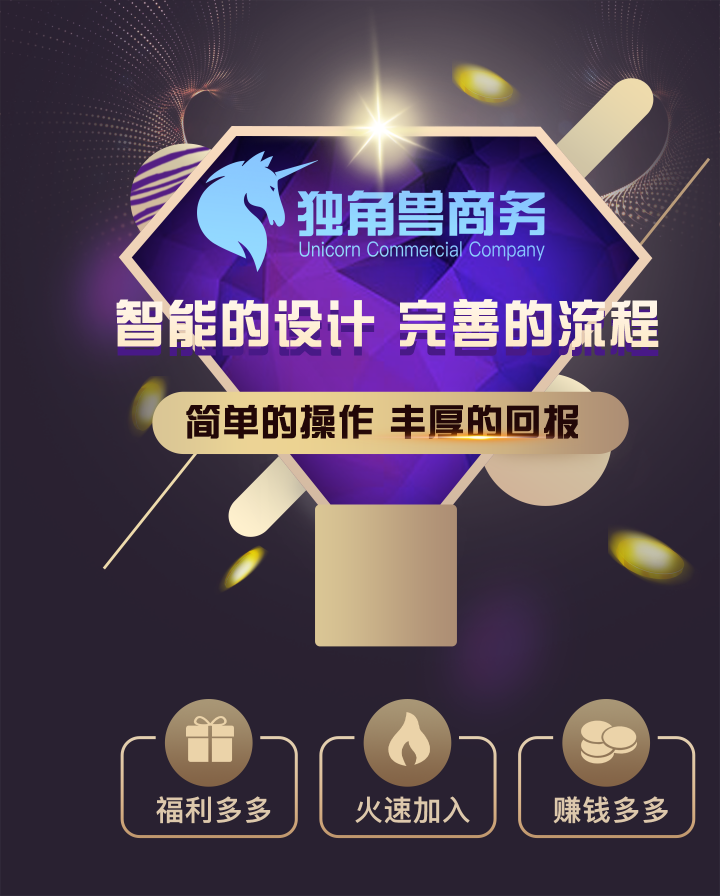 独角兽商务
Unicorn Commercial Company
智能的设计 完善的流程
简单的操作 丰厚的回报
福利多多
火速加入
赚钱多多